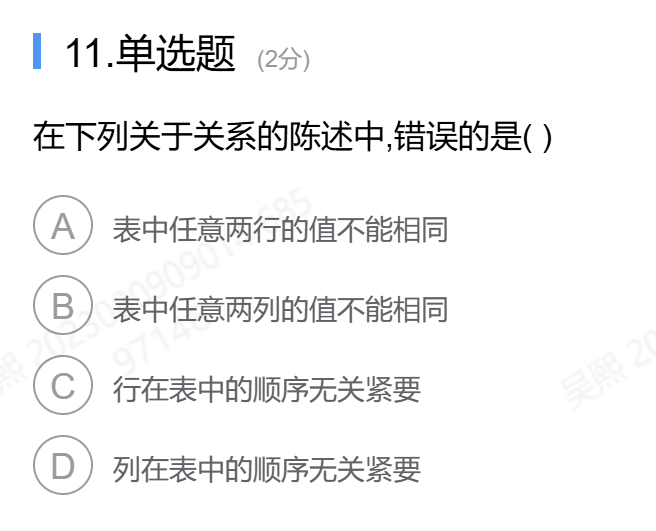 11.单选题 (2分)
在下列关于关系的陈述中,错误的是( )
A 表中任意两行的值不能相同
B 表中任意两列的值不能相同
C 行在表中的顺序无关紧要
D 列在表中的顺序无关紧要